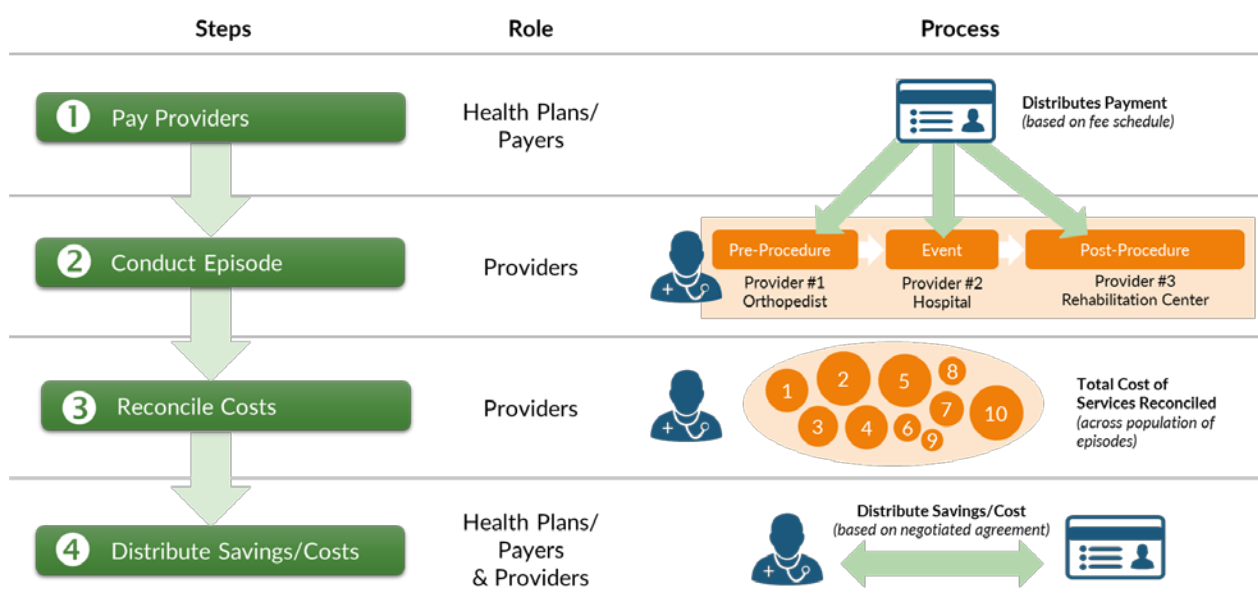 Steps
Role
Process
1 Pay Providers
Health Plans/
Payers
Distributes Payment
(based on fee schedule)
2 Conduct Episode
Providers
Pre-Procedure
Event
Post-Procedure
Provider #1
Orthopedist
Provider #2
Hospital
Provider #3
Rehabilitation Center
3 Reconcile Costs
Providers
1
2
5
8
3
4
6
7
9
10
Total Cost of
Services Reconciled
(across population of
episodes)
4 Distribute Savings/Costs
Health Plans/
Payers
& Providers
Distribute Savings/Cost
(based on negotiated agreement)